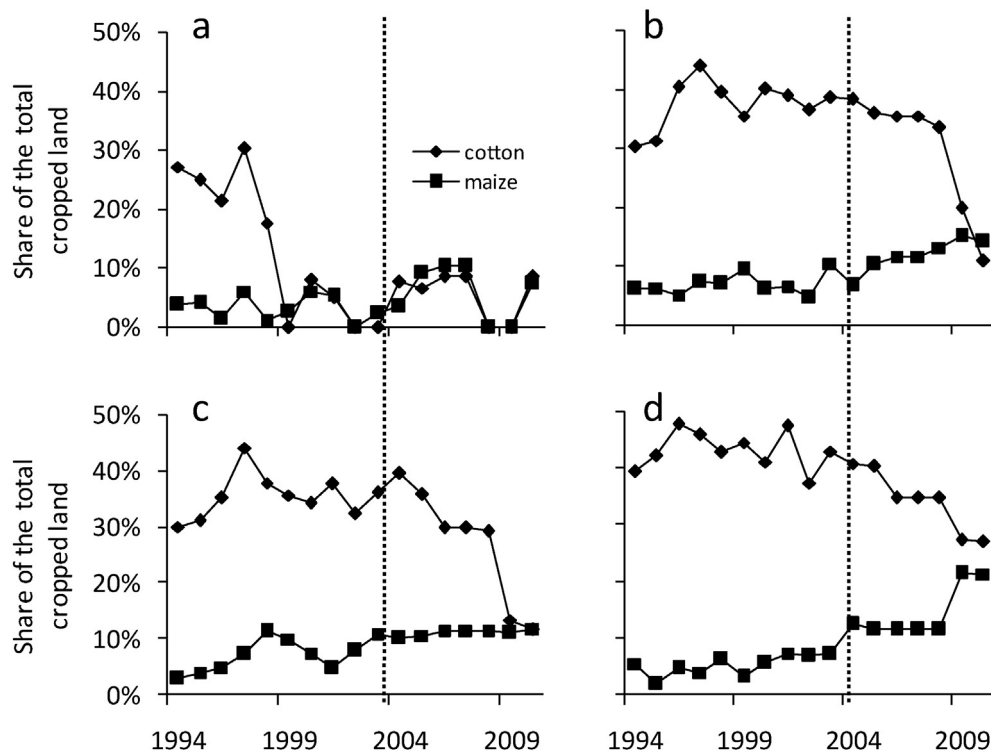 a
b
50%
40%
30%
20%
10%
0%
Share of the total
cropped land
cotton
maize
c
d
50%
40%
30%
20%
10%
0%
Share of the total
cropped land
1994 1999 2004 2009
1994 1999 2004 2009